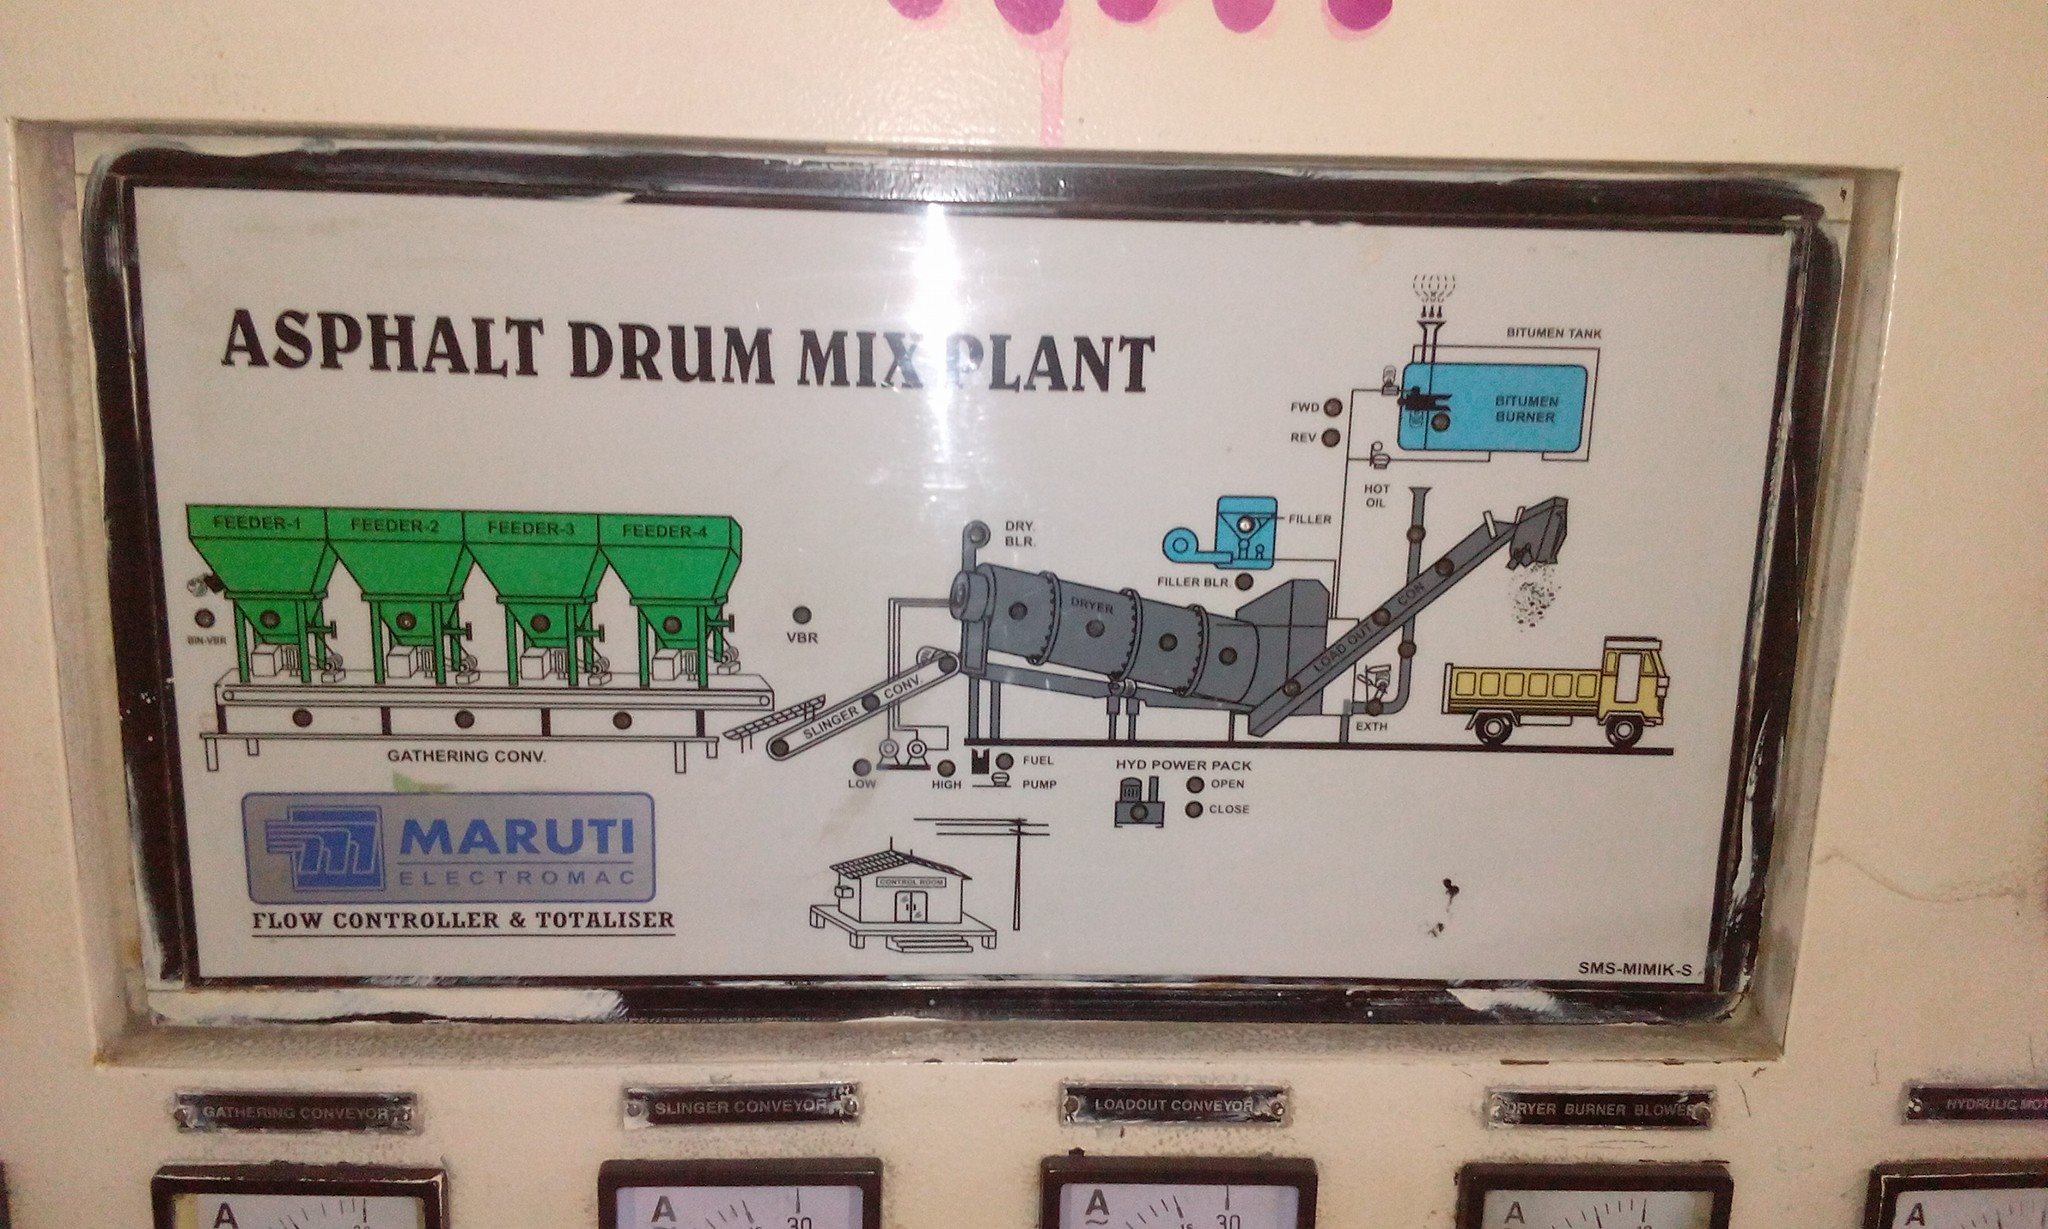 ASPHALT DRUM MIX PLANT
BITUMEN TANK
BITUMEN
BURNER
FWD
REV
HOT
OIL
FEEDER-1
FEEDER-2
FEEDER-3
FEEDER-4
DRY.
BLR.
FILLER
FILLER BLR.
BIN-VBR
VBR
DRYER
LOAD OUT CON
SLINGER CONV.
EXTH
GATHERING CONV.
LOW
HIGH
FUEL
PUMP
HYD POWER PACK
OPEN
CLOSE
MARUTI
ELECTROMAC
FLOW CONTROLLER & TOTALISER
CONTROL ROOM
SMS-MIMIK-S
GATHERING CONVEYOR
SLINGER CONVEYOR
LOADOUT CONVEYOR
DRYER BURNER BLOWER
HYDRULIC MOT
A
A
30
A
15
30
A
A